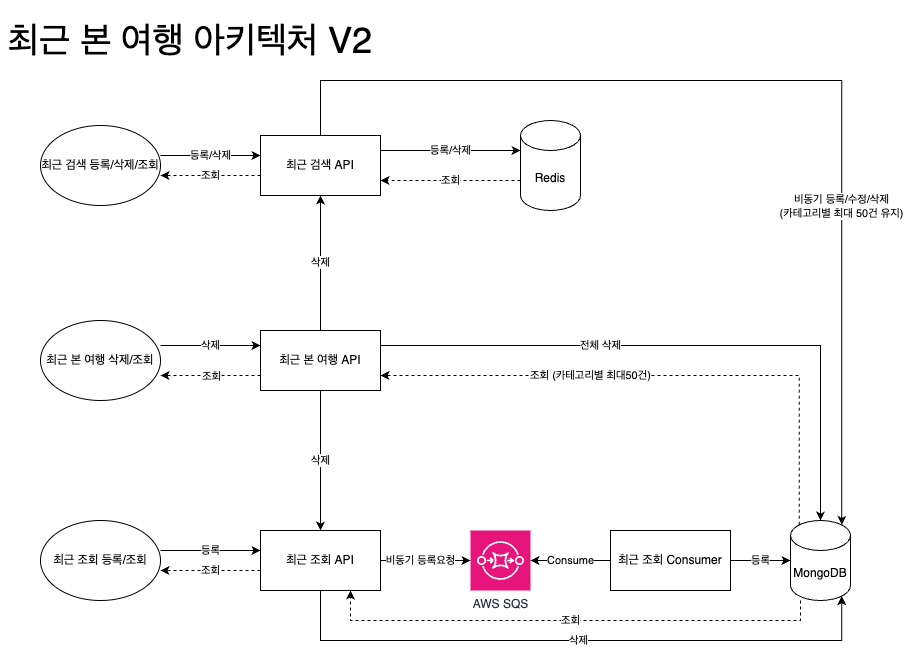 최근 본 여행 아키텍처 V2
최근 검색 등록/삭제/조회
등록/삭제
조회
최근 검색 API
등록/삭제
조회
Redis
비동기 등록/수정/삭제
(카테고리별 최대 50건 유지)
삭제
최근 본 여행 삭제/조회
삭제
조회
최근 본 여행 API
전체 삭제
조회 (카테고리별 최대50건)
삭제
최근 조회 등록/조회
등록
조회
최근 조회 API
비동기 등록요청
AWS SQS
Consume
최근 조회 Consumer
등록
MongoDB
조회
삭제